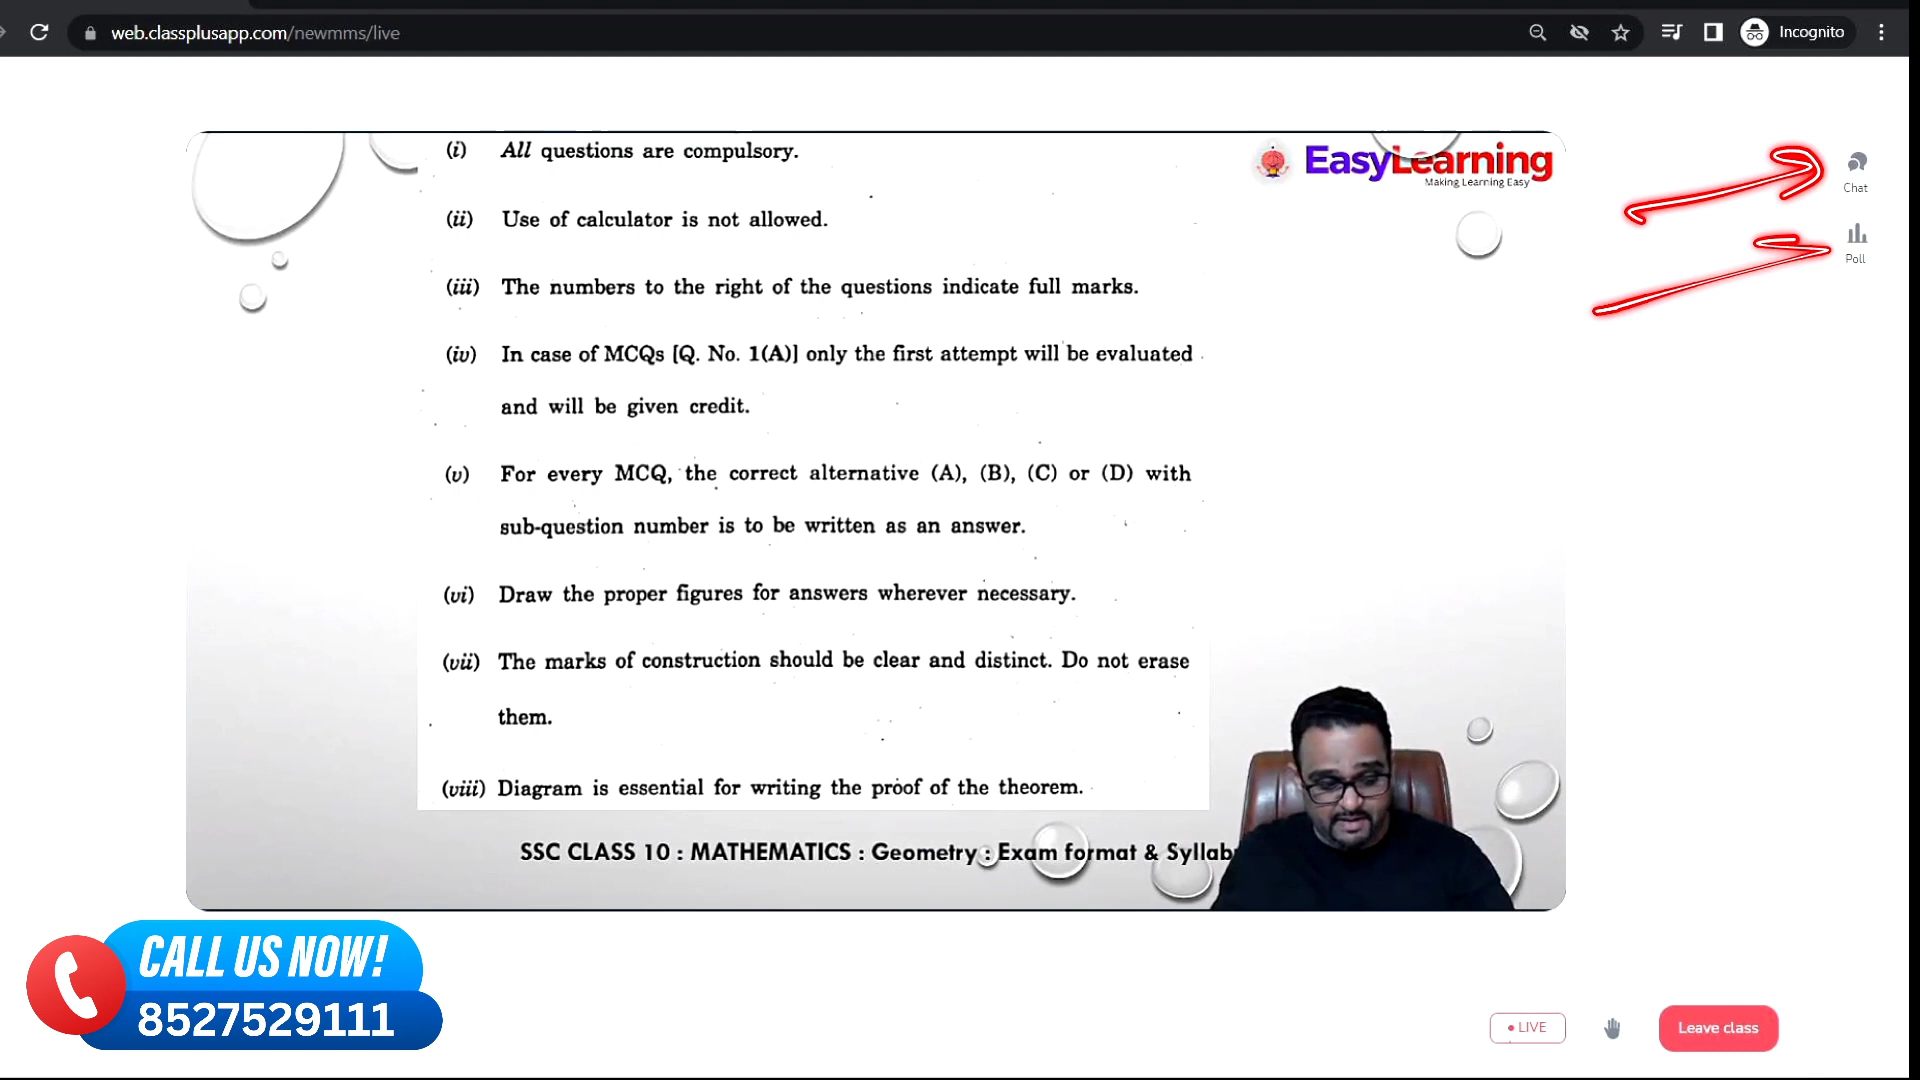 web.classplusapp.com/newmms/live
Incognito
(i) All questions are compulsory.
EasyLearning
Making Learning Easy
Chat
(ii) Use of calculator is not allowed.
Poll
(iii) The numbers to the right of the questions indicate full marks.
(iv) In case of MCQs [Q. No. 1(A)] only the first attempt will be evaluated
and will be given credit.
(v) For every MCQ, the correct alternative (A), (B), (C) or (D) with
sub-question number is to be written as an answer.
(vi) Draw the proper figures for answers wherever necessary.
(vii) The marks of construction should be clear and distinct. Do not erase
them.
(viii) Diagram is essential for writing the proof of the theorem.
SSC CLASS 10 : MATHEMATICS : Geometry : Exam format & Syllab
CALL US NOW!
8527529111
LIVE
Leave class